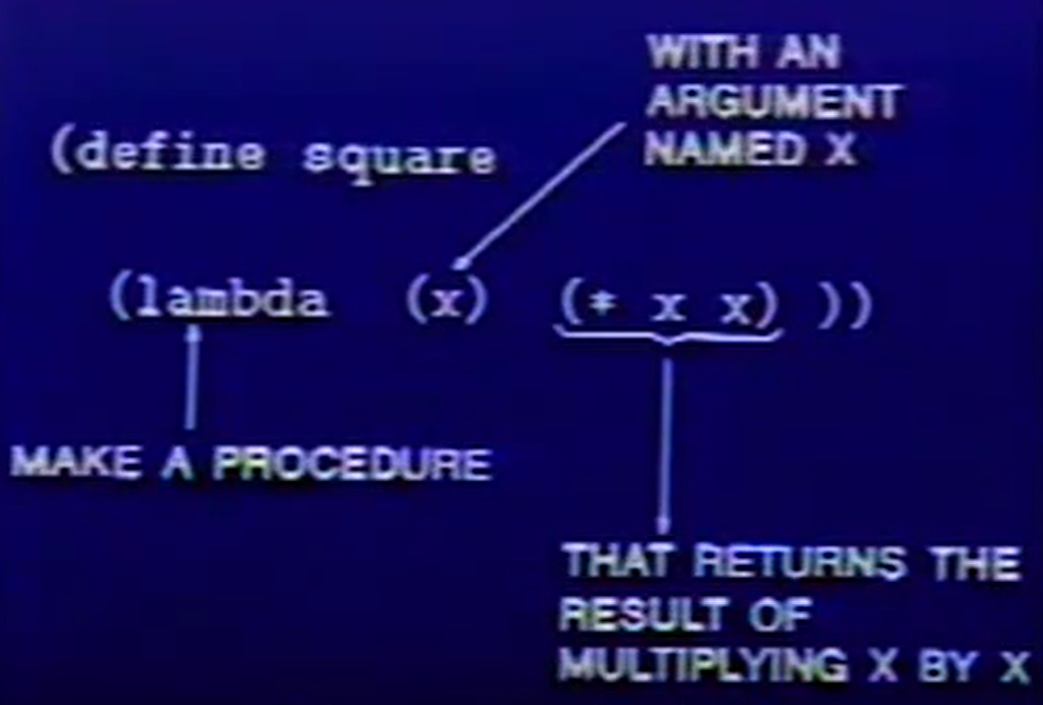 WITH AN
ARGUMENT
NAMED X
(define square
(lambda (x) (* x x) ))
MAKE A PROCEDURE
THAT RETURNS THE
RESULT OF
MULTIPLYING X BY X